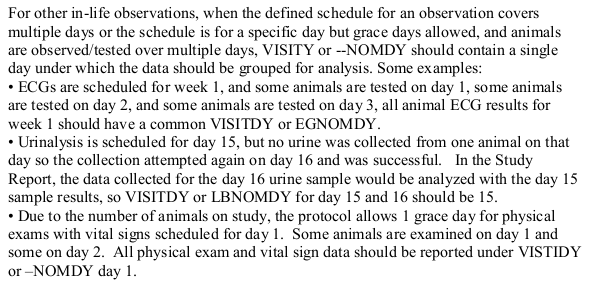 For other in-life observations, when the defined schedule for an observation covers
multiple days or the schedule is for a specific day but grace days allowed, and animals
are observed/tested over multiple days, VISITY or --NOMDY should contain a single
day under which the data should be grouped for analysis. Some examples:
• ECGs are scheduled for week 1, and some animals are tested on day 1, some animals
are tested on day 2, and some animals are tested on day 3, all animal ECG results for
week 1 should have a common VISITDY or EGNOMDY.
• Urinalysis is scheduled for day 15, but no urine was collected from one animal on that
day so the collection attempted again on day 16 and was successful.   In the Study
Report, the data collected for the day 16 urine sample would be analyzed with the day 15
sample results, so VISITDY or LBNOMDY for day 15 and 16 should be 15.
• Due to the number of animals on study, the protocol allows 1 grace day for physical
exams with vital signs scheduled for day 1.  Some animals are examined on day 1 and
some on day 2.  All physical exam and vital sign data should be reported under VISTIDY
or –NOMDY day 1.